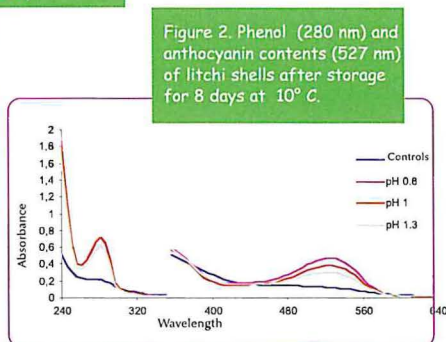 Figure 2. Phenol (280 nm) and
anthocyanin contents (527 nm)
of litchi shells after storage
for 8 days at 10° C.
2
1,8
1,6
1,4
1,2
1
0,8
0,6
0,4
0,2
0
Absorbance
240
320
400
480
560
640
Wavelength
Controls
pH 0.8
pH 1
pH 1.3